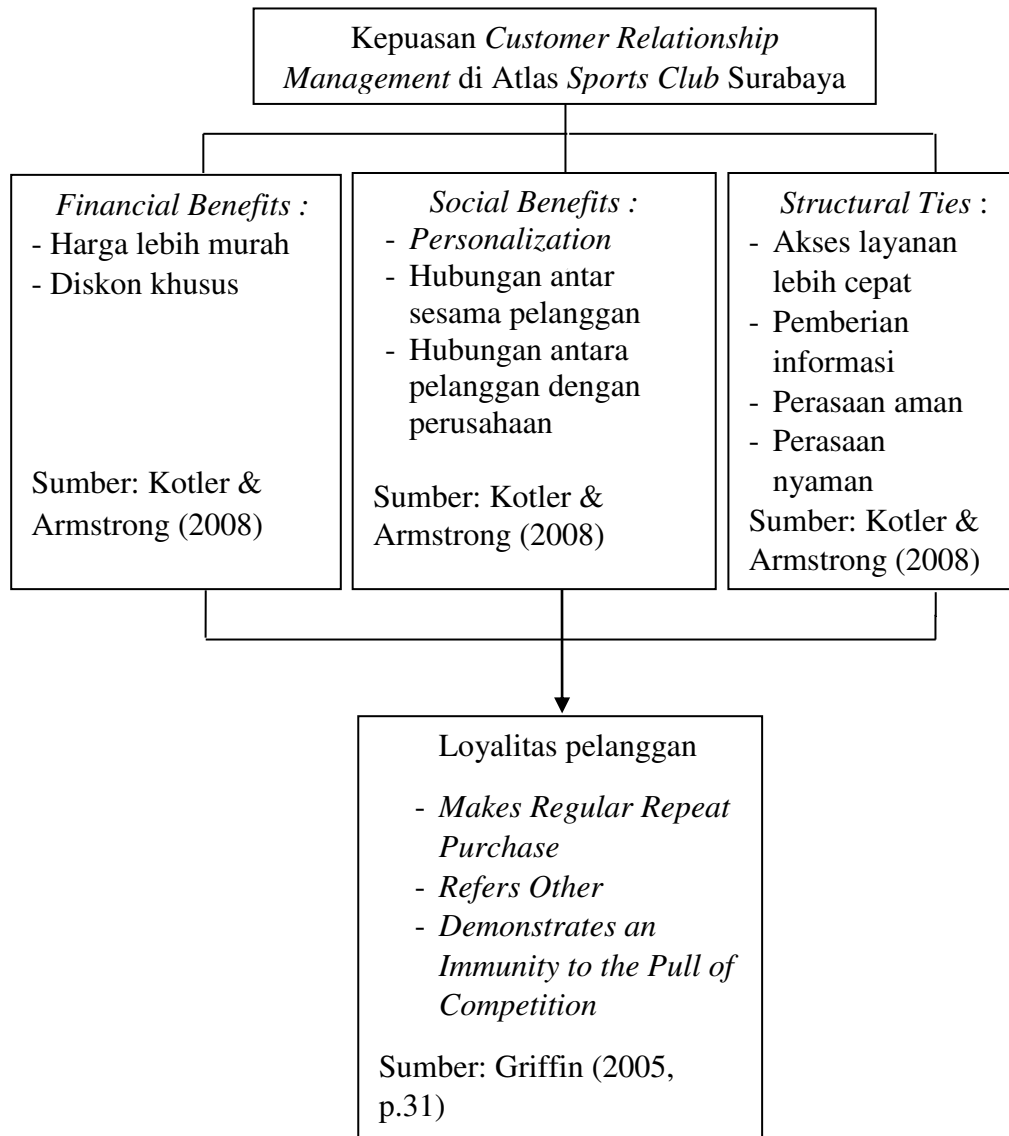 Kepuasan Customer Relationship
Management di Atlas Sports Club Surabaya
Financial Benefits :
- Harga lebih murah
- Diskon khusus
Sumber: Kotler &
Armstrong (2008)
Social Benefits :
- Personalization
- Hubungan antar
sesama pelanggan
- Hubungan antara
pelanggan dengan
perusahaan
Sumber: Kotler &
Armstrong (2008)
Structural Ties :
- Akses layanan
lebih cepat
- Pemberian
informasi
- Perasaan aman
- Perasaan
nyaman
Sumber: Kotler &
Armstrong (2008)
Loyalitas pelanggan
- Makes Regular Repeat
Purchase
- Refers Other
- Demonstrates an
Immunity to the Pull of
Competition
Sumber: Griffin (2005,
p.31)